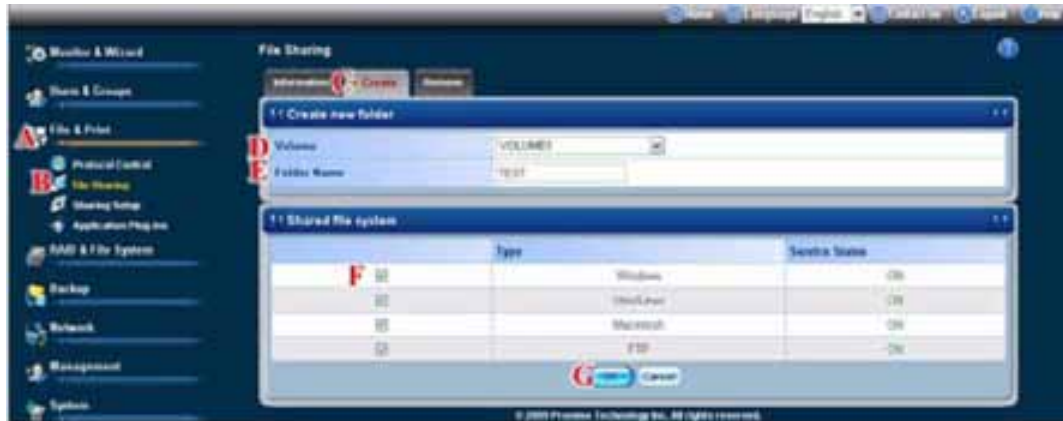 Home Language English Contact us Logout Help
Monitor & Wizard
Users & Groups
A File & Print
Protocol Control
B File Sharing
Sharing Setup
Application Plug-ins
RAID & File System
Backup
Network
Management
System
File Sharing
Information C Create Remove
Create new folder
D Volume VOLUME1
E Folder Name TEST
Shared file system
Type Service Status
F Windows ON
Unix/Linux ON
Macintosh ON
FTP ON
G Cancel
© 2009 Promise Technology Inc. All rights reserved.